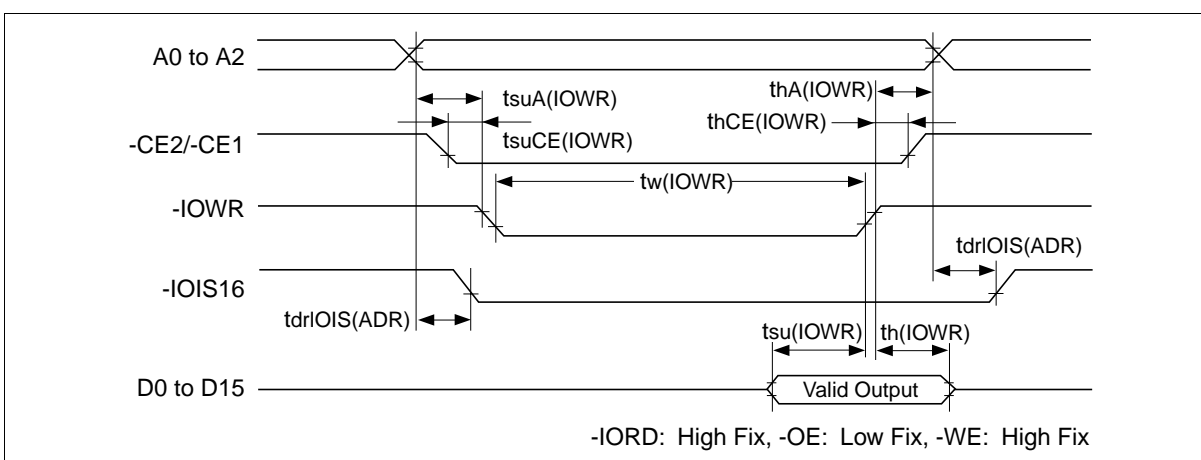 A0 to A2
tsuA(IOWR)
thA(IOWR)
-CE2/-CE1
tsuCE(IOWR)
thCE(IOWR)
tw(IOWR)
-IOWR
tdrIOIS(ADR)
-IOIS16
tdrIOIS(ADR)
tsu(IOWR)
th(IOWR)
D0 to D15
Valid Output
-IORD: High Fix, -OE: Low Fix, -WE: High Fix